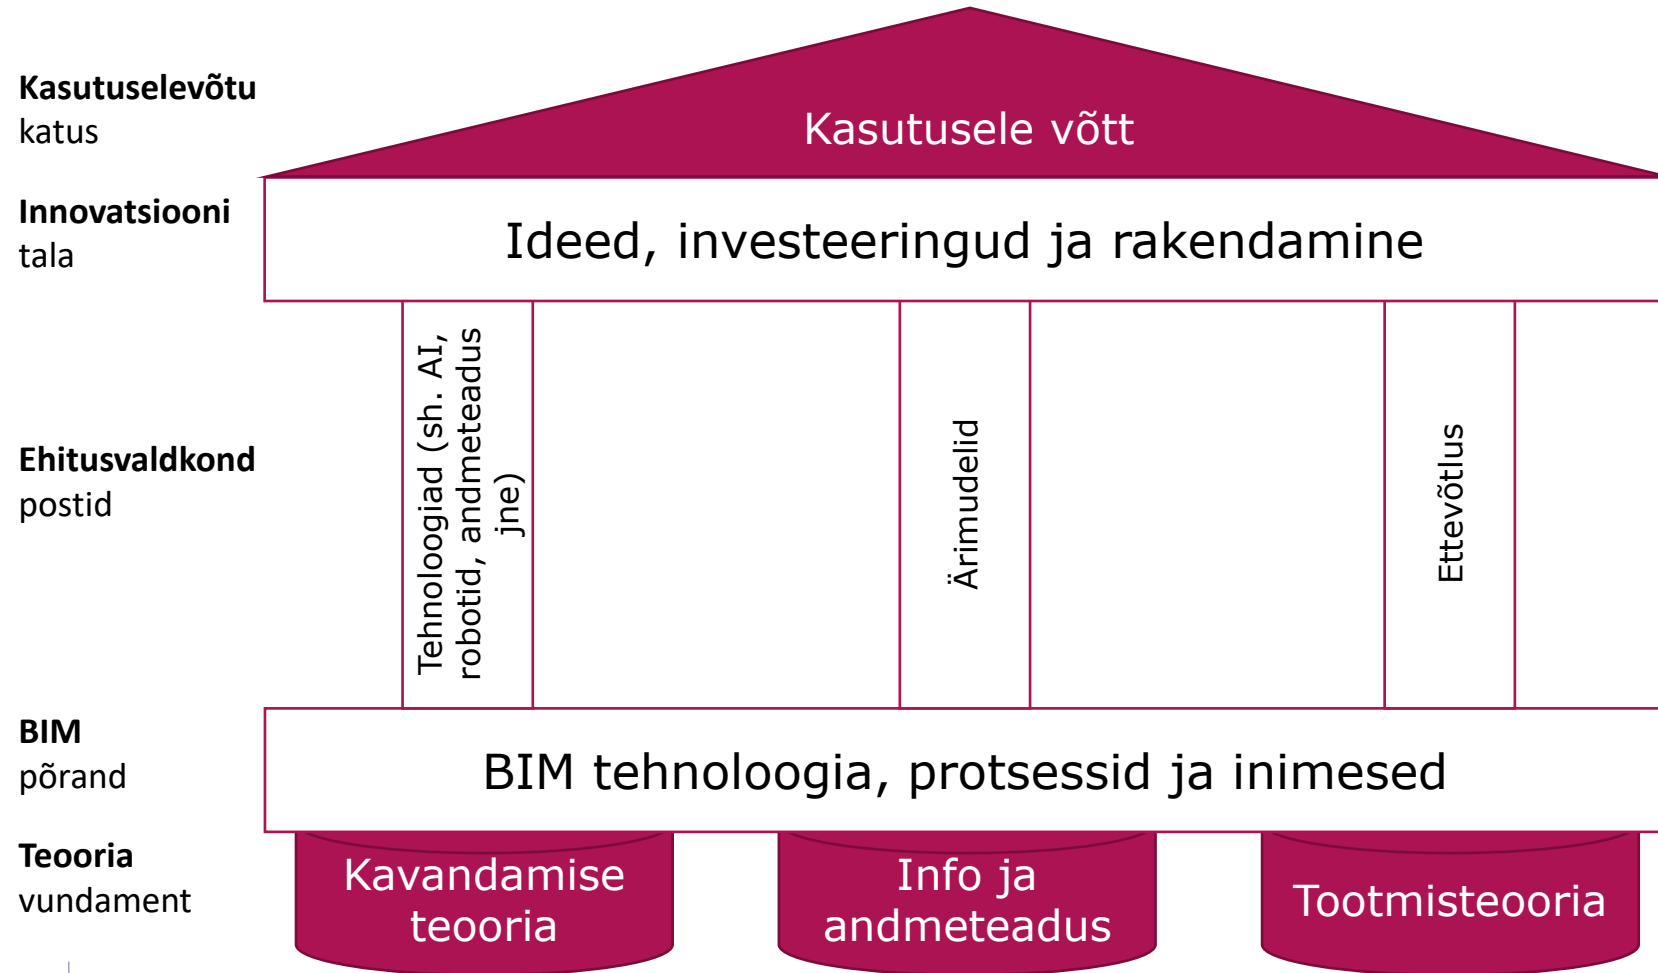 Kasutuselevõtu
katus
Kasutusele võtt
Innovatsiooni
tala
Ideed, investeeringud ja rakendamine
Ehitusvaldkond
postid
Tehnoloogiad (sh. AI,
robotid, andmeteadus
jne)
Ärimudelid
Ettevõtlus
BIM
põrand
BIM tehnoloogia, protsessid ja inimesed
Teooria
vundament
Kavandamise
teooria
Info ja
andmeteadus
Tootmisteooria